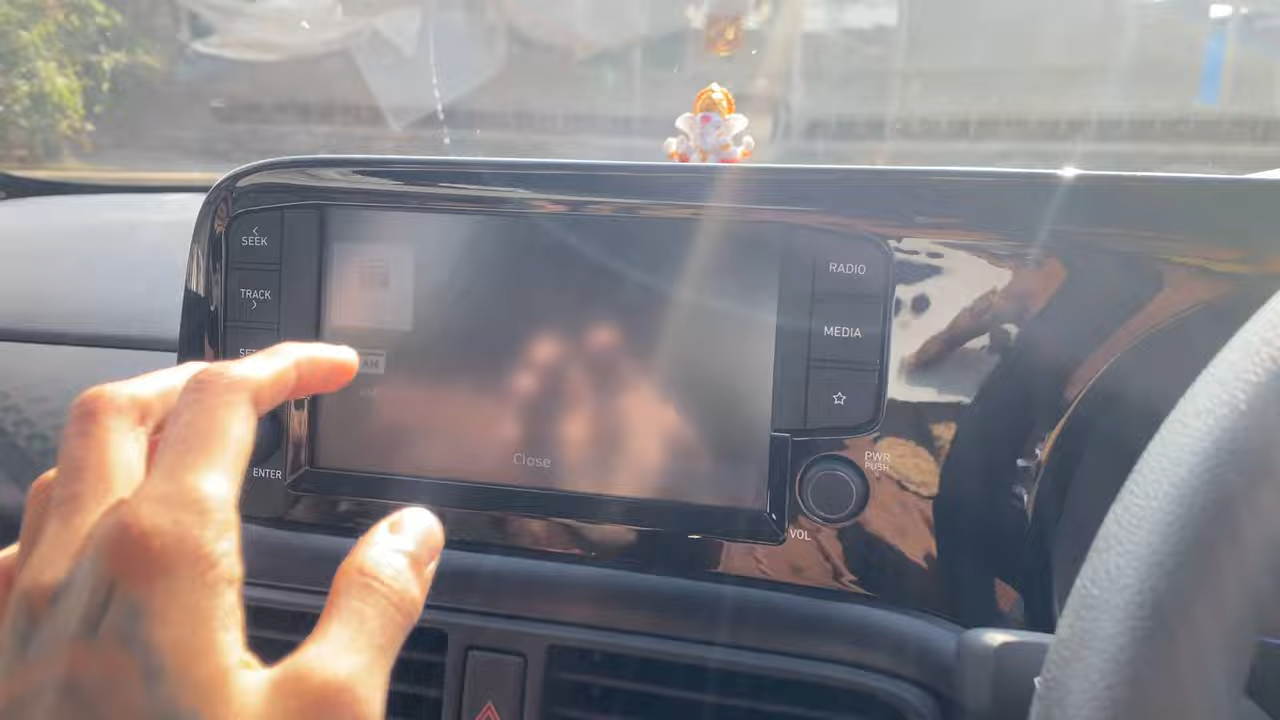 SEEK
TRACK
ENTER
Close
RADIO
MEDIA
PWR
PUSH
VOL